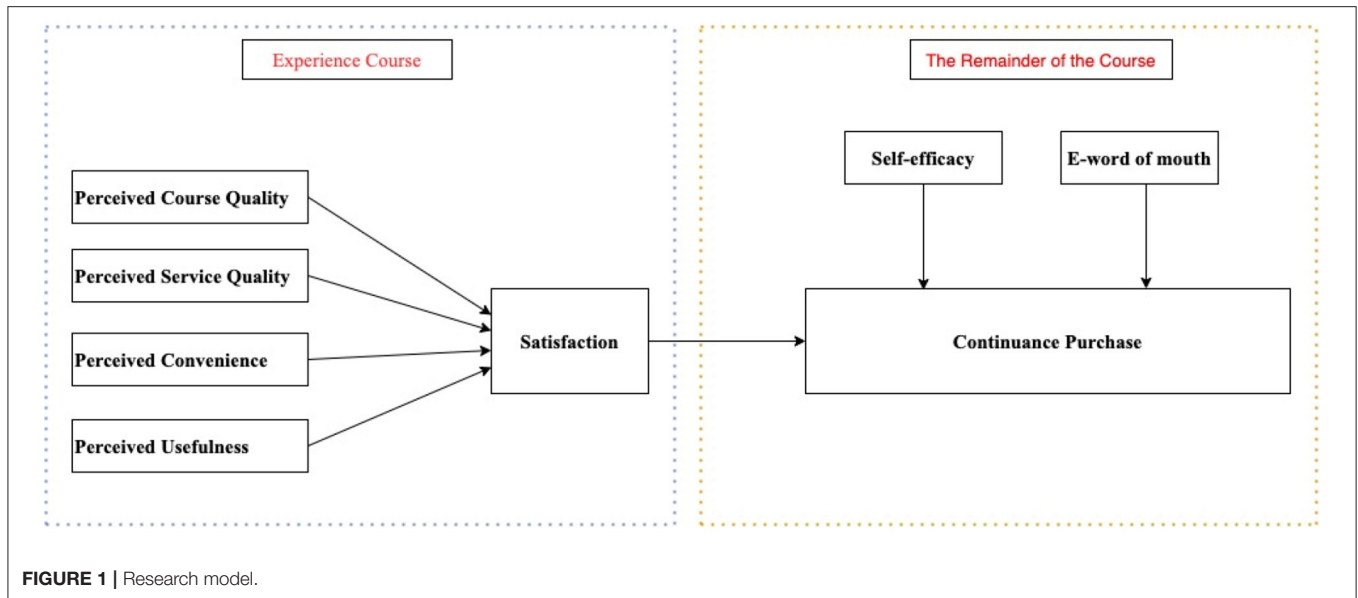 Experience Course
The Remainder of the Course
Self-efficacy
E-word of mouth
Perceived Course Quality
Perceived Service Quality
Perceived Convenience
Perceived Usefulness
Satisfaction
Continuance Purchase
FIGURE 1 | Research model.